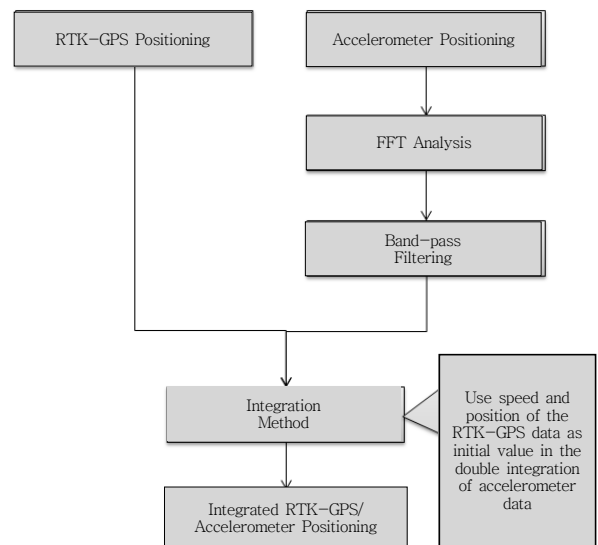 RTK-GPS Positioning
Accelerometer Positioning
FFT Analysis
Band-pass
Filtering
Integration
Method
Use speed and
position of the
RTK-GPS data as
initial value in the
double integration
of accelerometer
data
Integrated RTK-GPS/
Accelerometer Positioning